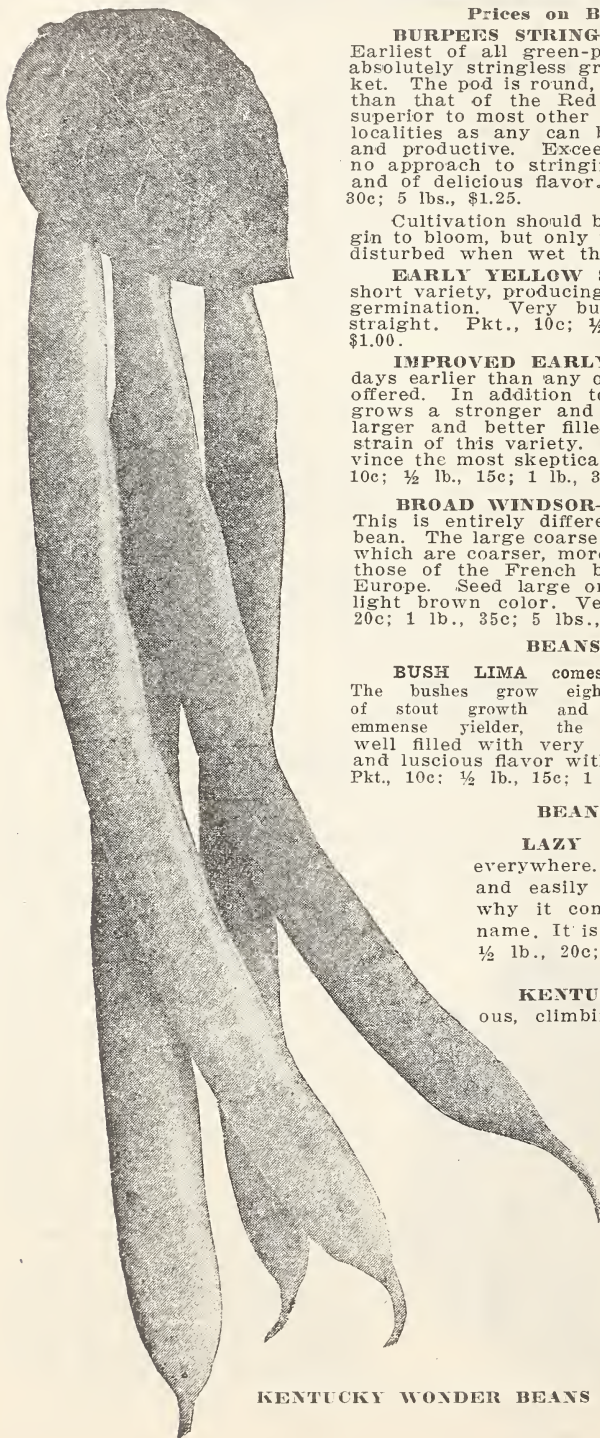 Prices on B
BURPEES STRING-
Earliest of all green-p
absolutely stringless gr
ket. The pod is round,
than that of the Red
superior to most other
localities as any can b
and productive. Excee
no approach to stringi
and of delicious flavor.
30c; 5 lbs., $1.25.
Cultivation should b
gin to bloom, but only
disturbed when wet th
EARLY YELLOW S
short variety, producing
germination. Very bu
straight. Pkt., 10c; ½
$1.00.
IMPROVED EARLY
days earlier than any o
offered. In addition to
grows a stronger and
larger and better fille
strain of this variety.
vince the most skeptica
10c; ½ lb., 15c; 1 lb., 3
BROAD WINDSOR-
This is entirely differe
bean. The large coarse
which are coarser, more
those of the French b
Europe. Seed large o
light brown color. Ve
20c; 1 lb., 35c; 5 lbs.,
BEANS
BUSH LIMA comes
The bushes grow eigh
of stout growth and
emmense yielder, the
well filled with very
and luscious flavor wit
Pkt., 10c; ½ lb., 15c; 1
BEAN
LAZY
everywhere.
and easily
why it con
name. It is
½ lb., 20c;
KENTU
ous, climbi
KENTUCKY WONDER BEANS